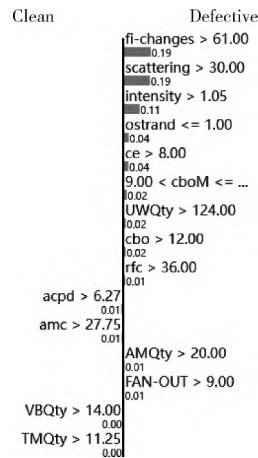 Clean Defective
fi-changes > 61.00
0.19
scattering > 30.00
0.19
intensity > 1.05
0.11
ostrand <= 1.00
0.04
ce > 8.00
0.04
9.00 < cboM <= ...
0.02
UWQty > 124.00
0.02
cbo > 12.00
0.02
rfc > 36.00
0.01
acpd > 6.27
0.01
amc > 27.75
0.01
AMQty > 20.00
0.01
FAN-OUT > 9.00
0.01
VBQty > 14.00
0.00
TMQty > 11.25
0.00